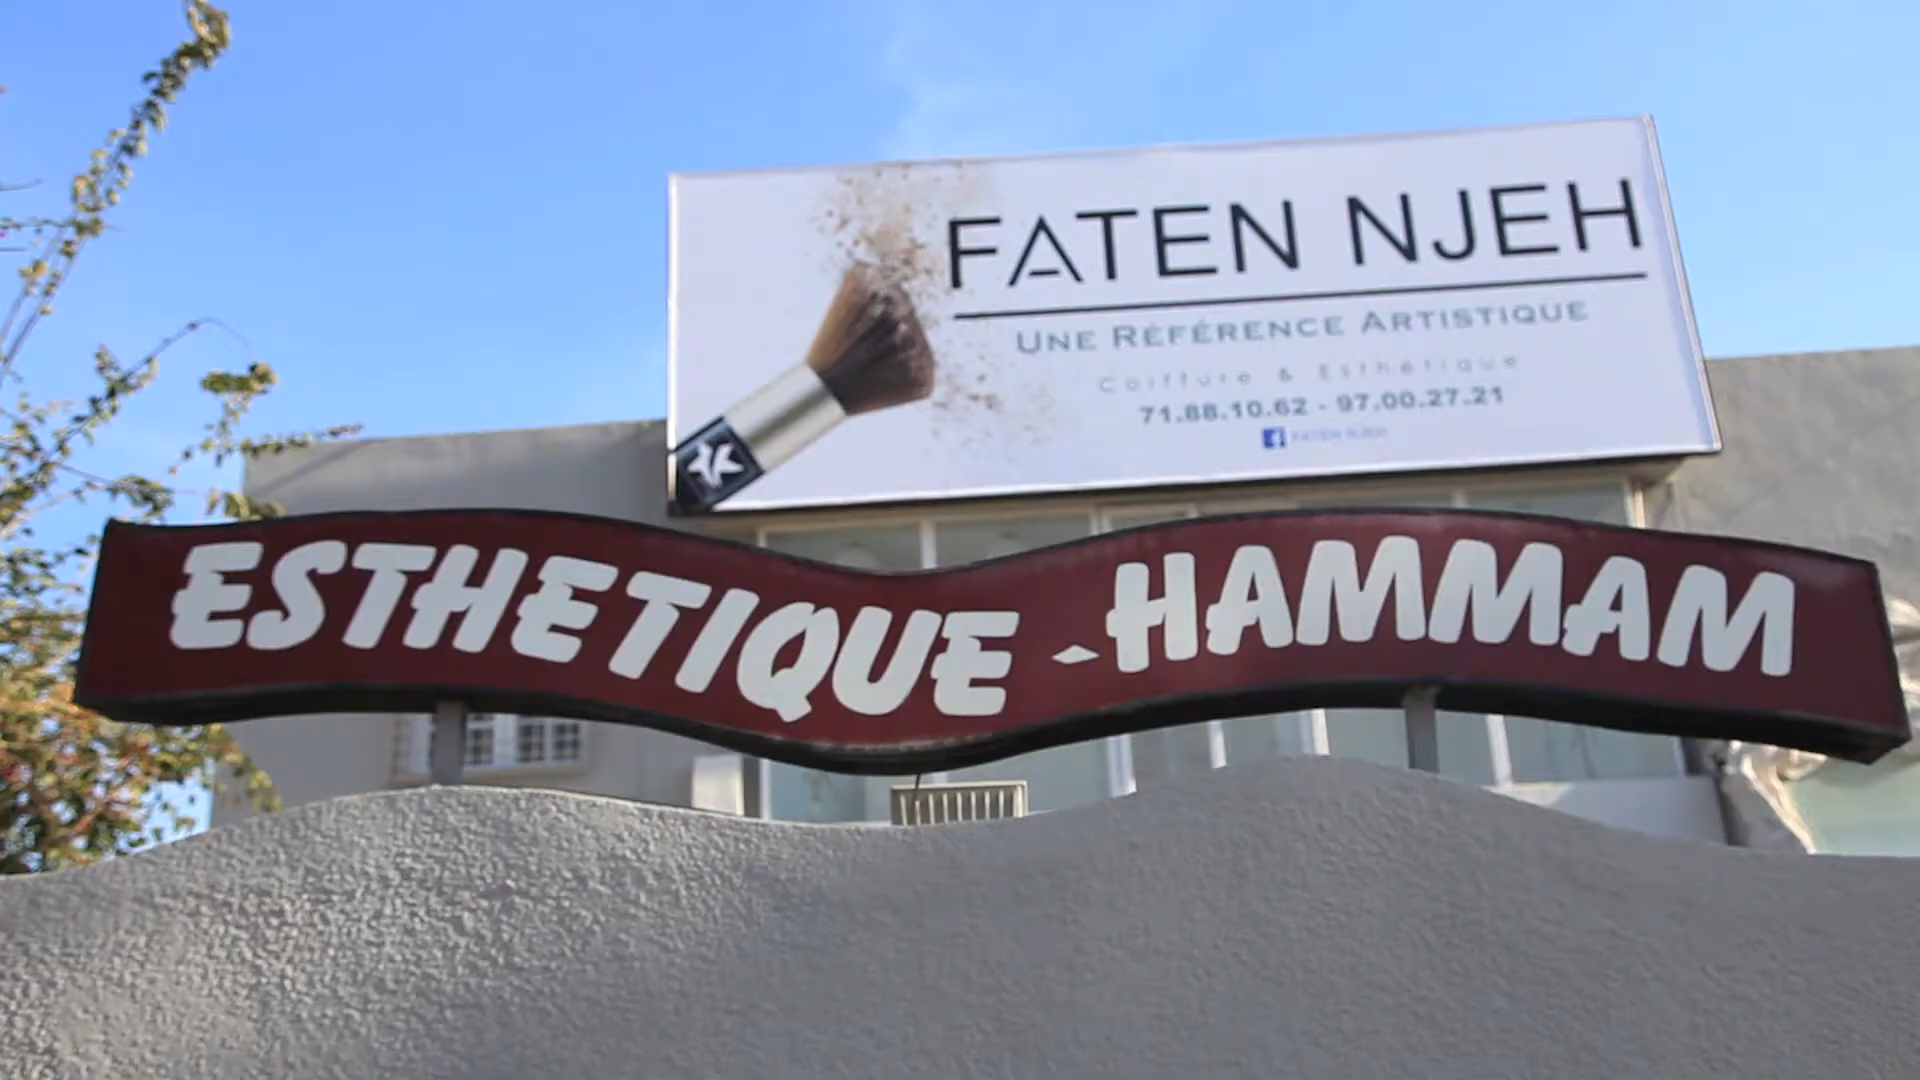 FATEN NJEH
UNE RÉFÉRENCE ARTISTIQUE
Coiffure & Esthétique
71.88.10.62 - 97.00.27.21
FATEN NJEH
ESTHETIQUE - HAMMAM